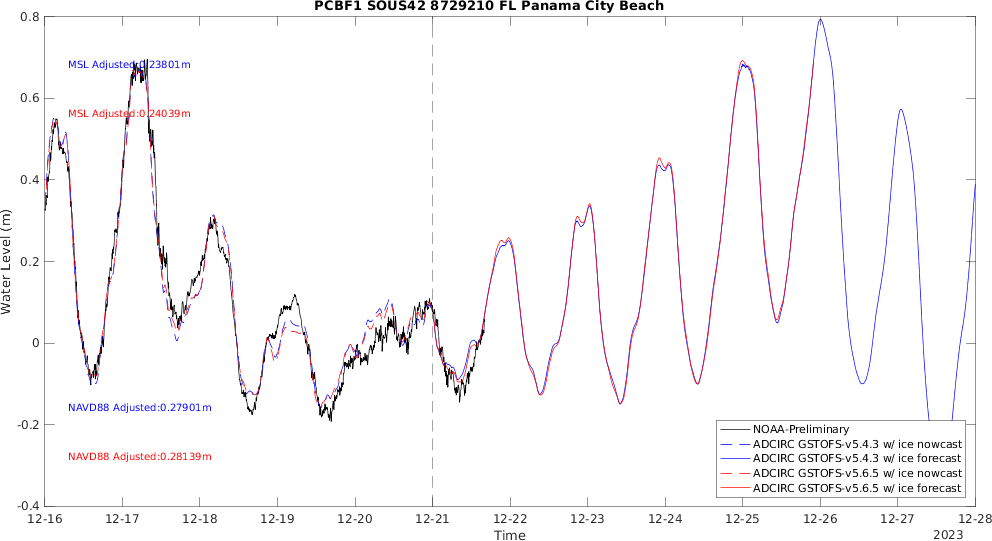 PCBF1 SOUS42 8729210 FL Panama City Beach
0.8
0.6
0.4
0.2
0
-0.2
-0.4
Water Level (m)
MSL Adjusted:0.23801m
MSL Adjusted:0.24039m
NAVD88 Adjusted:0.27901m
NAVD88 Adjusted:0.28139m
NOAA-Preliminary
ADCIRC GSTOFS-v5.4.3 w/ ice nowcast
ADCIRC GSTOFS-v5.4.3 w/ ice forecast
ADCIRC GSTOFS-v5.6.5 w/ ice nowcast
ADCIRC GSTOFS-v5.6.5 w/ ice forecast
12-16 12-17 12-18 12-19 12-20 12-21 12-22 12-23 12-24 12-25 12-26 12-27 12-28
Time
2023